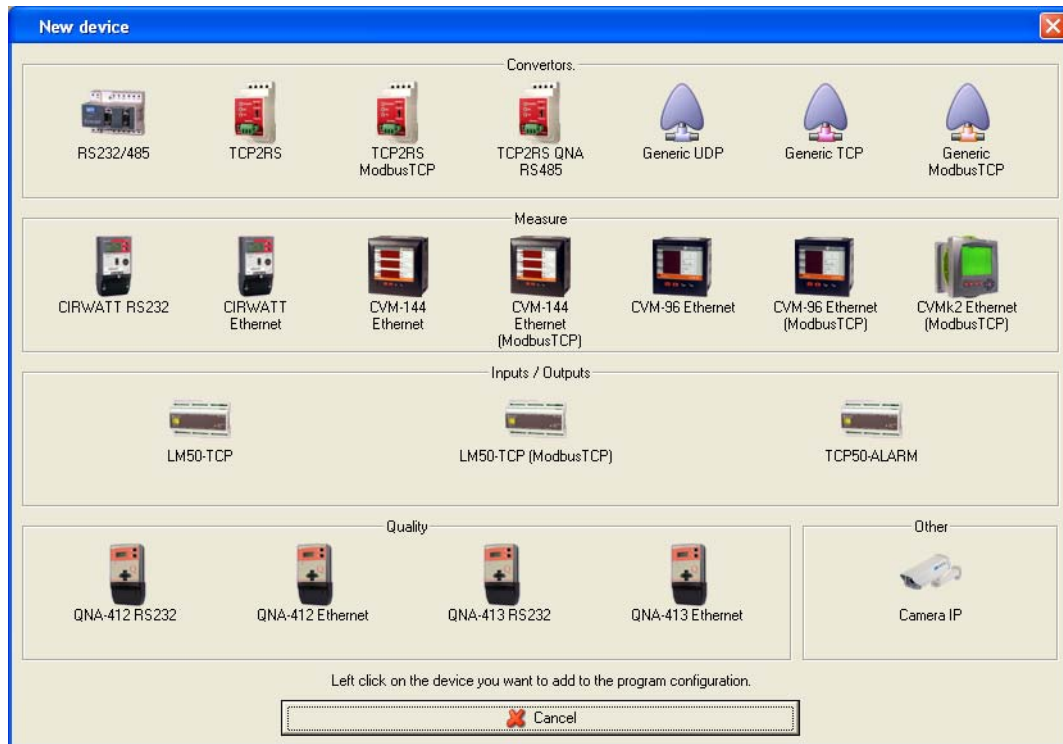 New device
Convertors.
RS232/485
TCP2RS
TCP2RS
ModbusTCP
TCP2RS QNA
RS485
Generic UDP
Generic TCP
Generic
ModbusTCP
Measure
CIRWATT RS232
CIRWATT
Ethernet
CVM-144
Ethernet
CVM-144
Ethernet
(ModbusTCP)
CVM-96 Ethernet
CVM-96 Ethernet
(ModbusTCP)
CVMk2 Ethernet
(ModbusTCP)
Inputs / Outputs
LM50-TCP
LM50-TCP (ModbusTCP)
TCP50-ALARM
Quality
QNA-412 RS232
QNA-412 Ethernet
QNA-413 RS232
QNA-413 Ethernet
Other
Camera IP
Left click on the device you want to add to the program configuration.
Cancel